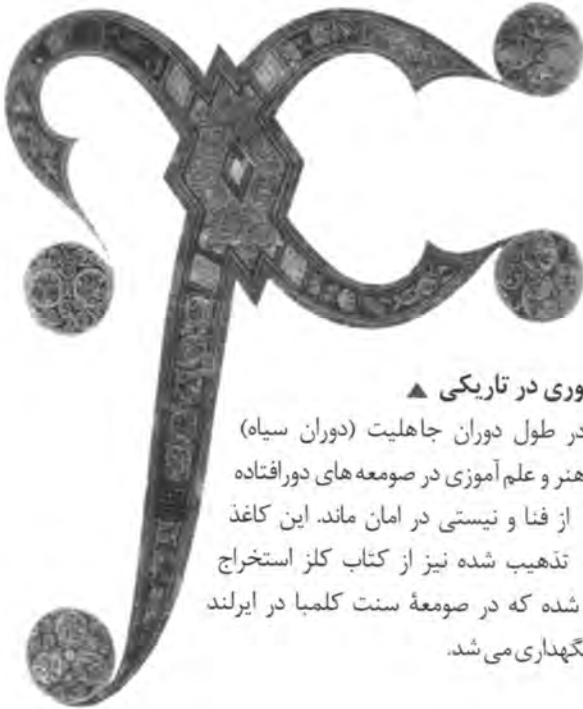 نوری در تاریکی ▲
در طول دوران جاهلیت (دوران سیاه)
هنر و علم آموزی در صومعه های دورافتاده
از فنا و نیستی در امان ماند. این کاغذ
تذهیب شده نیز از کتاب کلز استخراج
شده که در صومعهٔ سنت کلمبا در ایرلند
نگهداری می شد.